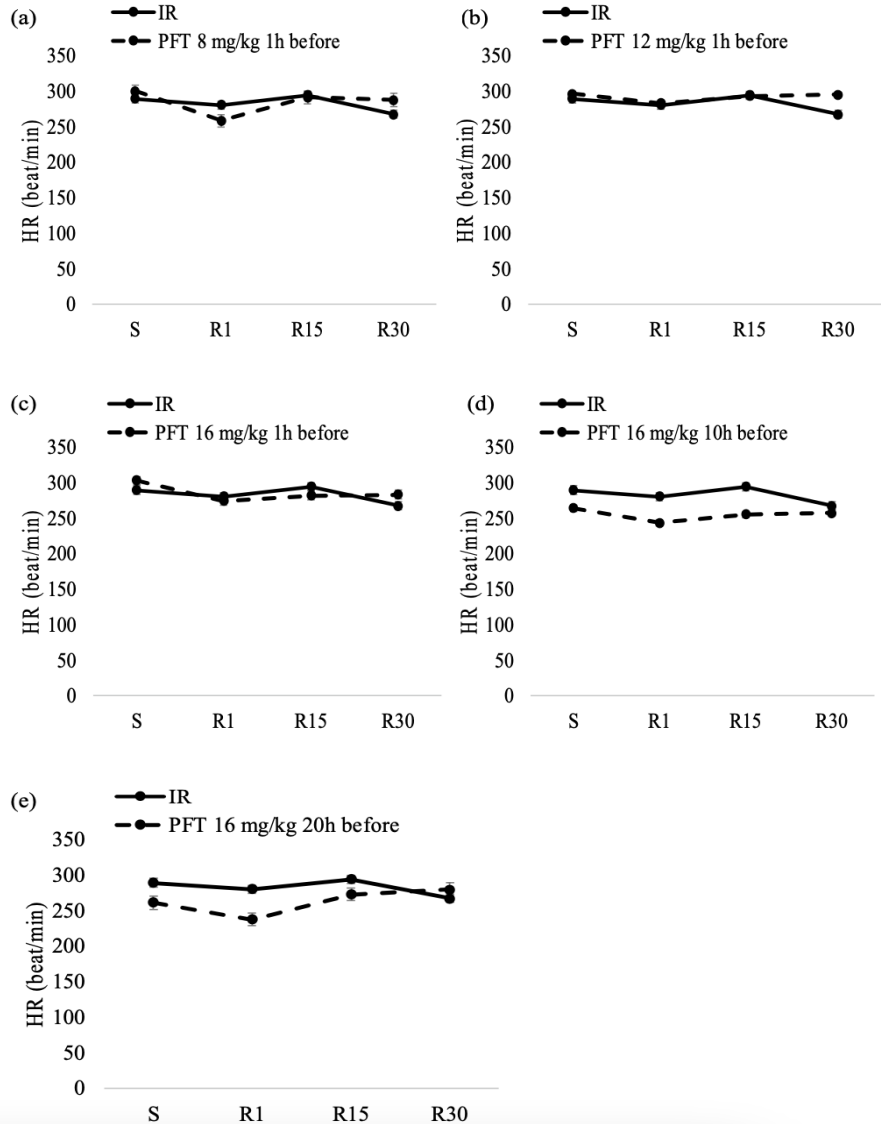 (a)
IR
PFT 8 mg/kg 1h before
HR (beat/min)
350
300
250
200
150
100
50
0
S R1 R15 R30
(b)
IR
PFT 12 mg/kg 1h before
HR (beat/min)
350
300
250
200
150
100
50
0
S R1 R15 R30
(c)
IR
PFT 16 mg/kg 1h before
HR (beat/min)
350
300
250
200
150
100
50
0
S R1 R15 R30
(d)
IR
PFT 16 mg/kg 10h before
HR (beat/min)
350
300
250
200
150
100
50
0
S R1 R15 R30
(e)
IR
PFT 16 mg/kg 20h before
HR (beat/min)
350
300
250
200
150
100
50
0
S R1 R15 R30